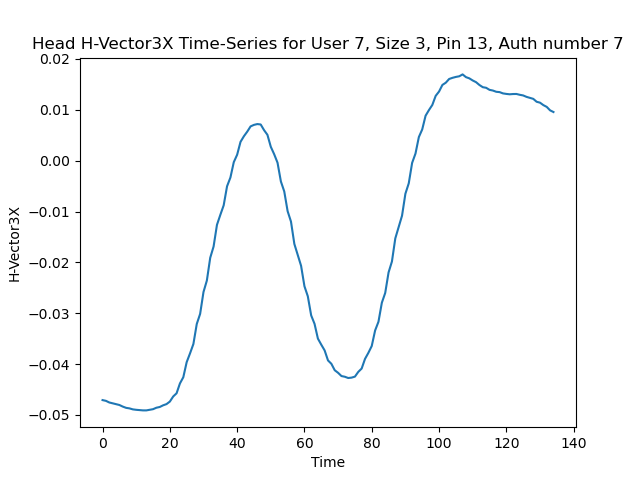 Head H-Vector3X Time-Series for User 7, Size 3, Pin 13, Auth number 7
0.02
0.01
0.00
−0.01
−0.02
−0.03
−0.04
−0.05
H-Vector3X
0 20 40 60 80 100 120 140
Time